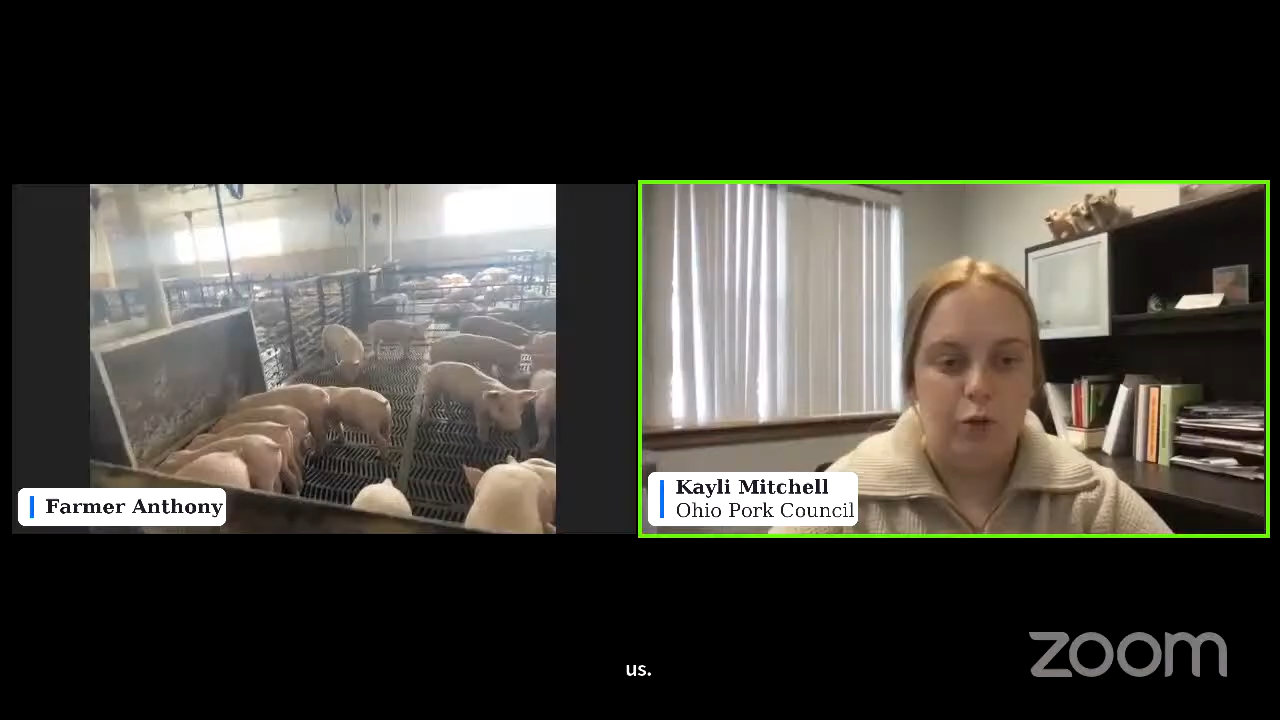 Farmer Anthony
Kayli Mitchell
Ohio Pork Council
us.
zoom